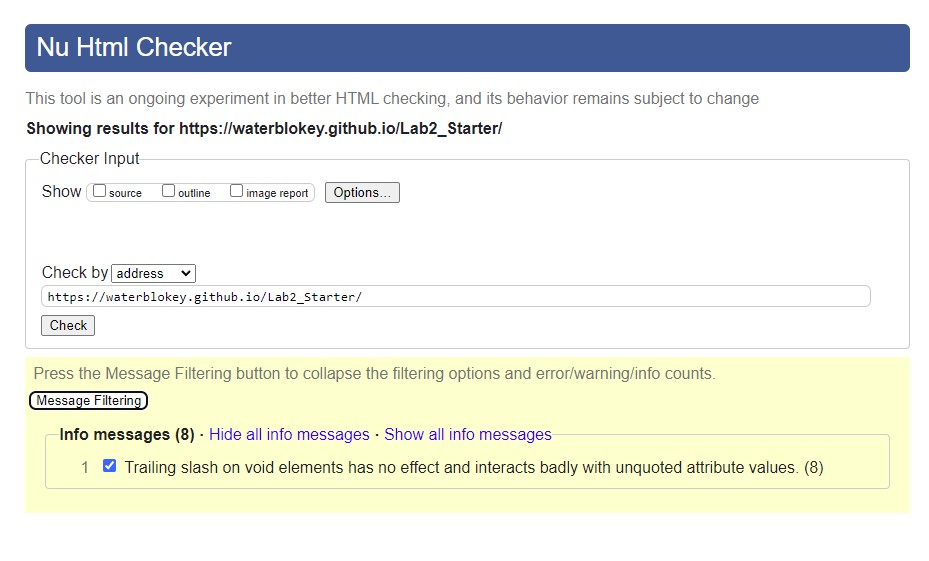 Nu Html Checker
This tool is an ongoing experiment in better HTML checking, and its behavior remains subject to change
Showing results for https://waterblokey.github.io/Lab2_Starter/
Checker Input
Show source outline image report Options...
Check by address
https://waterblokey.github.io/Lab2_Starter/
Check
Press the Message Filtering button to collapse the filtering options and error/warning/info counts.
Message Filtering
Info messages (8) · Hide all info messages · Show all info messages
1 Trailing slash on void elements has no effect and interacts badly with unquoted attribute values. (8)